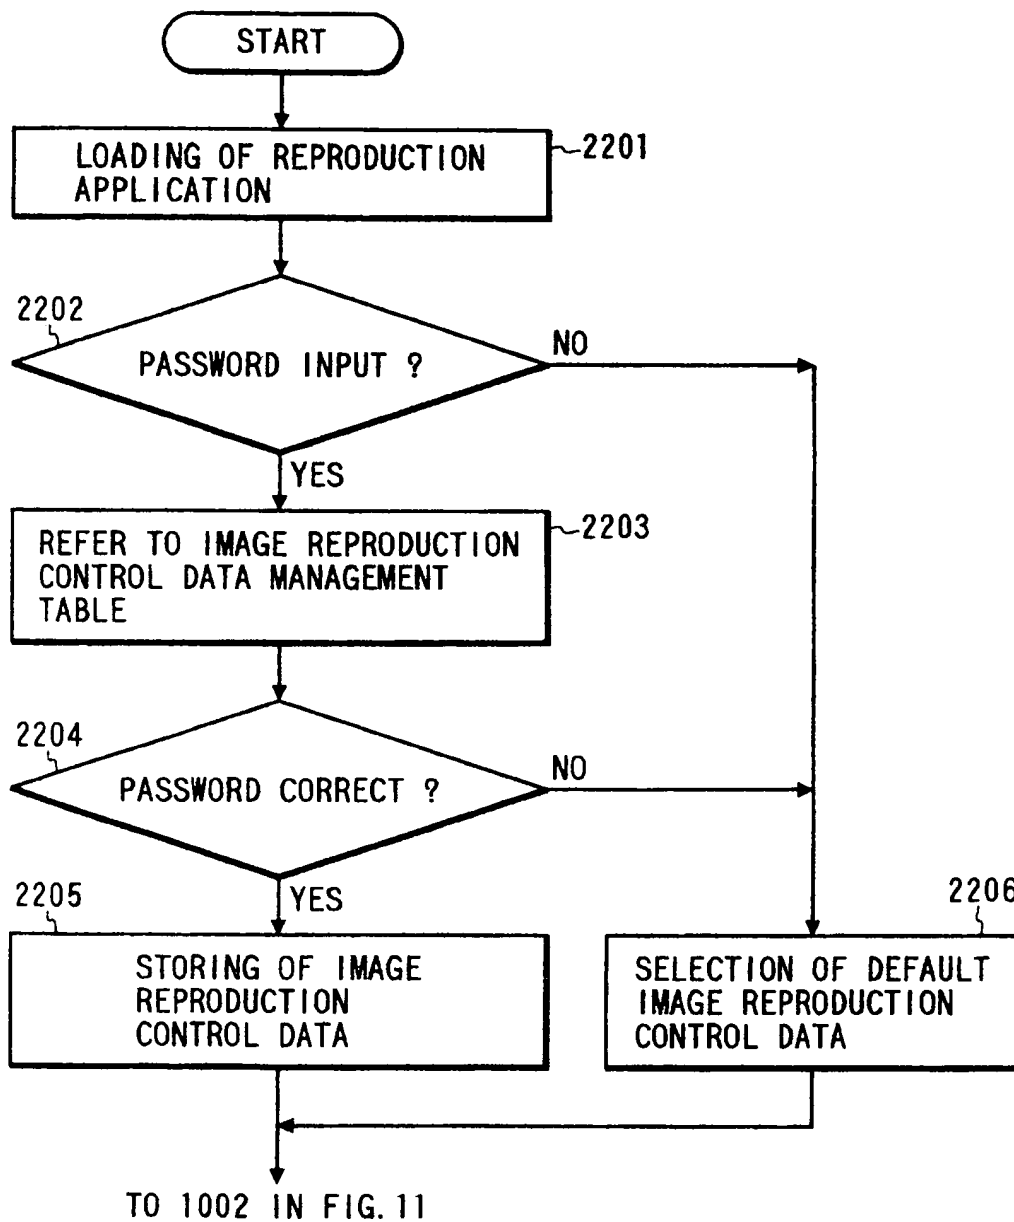 START
LOADING OF REPRODUCTION
APPLICATION
2201
2202
PASSWORD INPUT ?
NO
YES
REFER TO IMAGE REPRODUCTION
CONTROL DATA MANAGEMENT
TABLE
2203
2204
PASSWORD CORRECT ?
NO
YES
2205
STORING OF IMAGE
REPRODUCTION
CONTROL DATA
2206
SELECTION OF DEFAULT
IMAGE REPRODUCTION
CONTROL DATA
TO 1002 IN FIG. 11